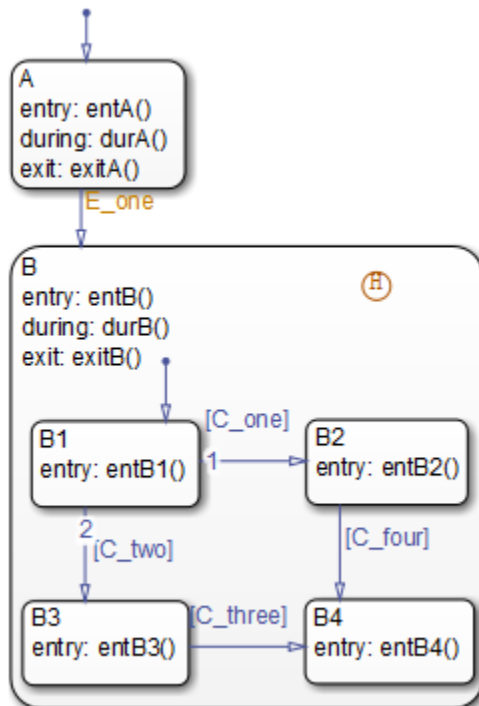 A
entry: entA()
during: durA()
exit: exitA()
E_one
B
H
entry: entB()
during: durB()
exit: exitB()
[C_one]
B1
entry: entB1()
1
B2
entry: entB2()
2
[C_two]
[C_four]
B3
entry: entB3()
[C_three]
B4
entry: entB4()